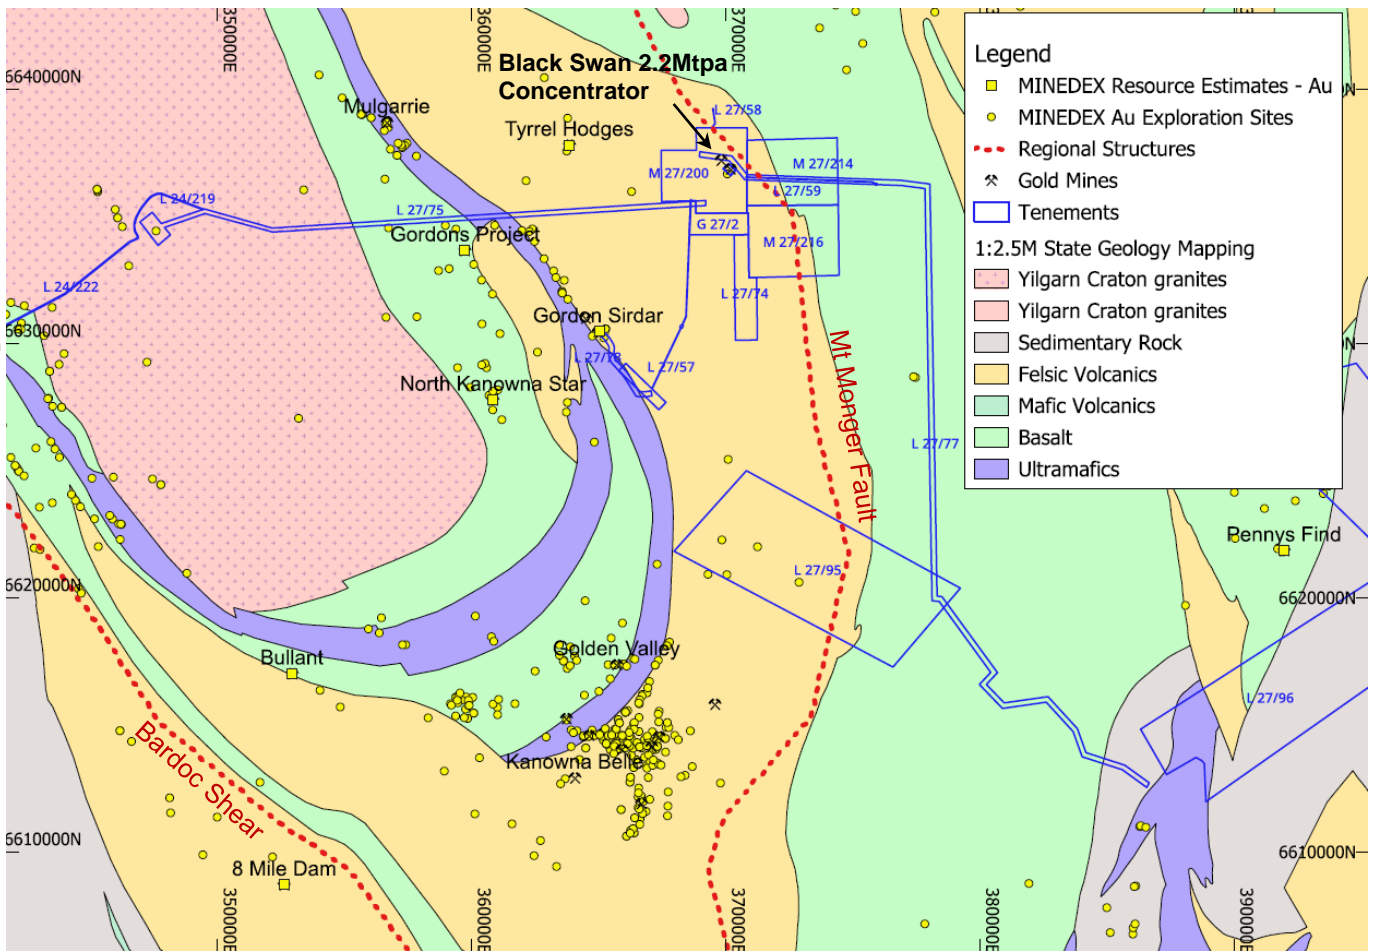 350000E
360000E
370000E
6640000N
Black Swan 2.2Mtpa
Concentrator
Mulgarrie
Tyrrel Hodges
L 27/58
M 27/214
M 27/200
L 27/59
L 24/219
L 27/75
G 27/2
M 27/216
Gordons Project
L 24/222
L 27/74
6630000N
Gordon Sirdar
L 27/78
L 27/57
North Kanowna Star
Mt Monger Fault
L 27/77
Legend
MINEDEX Resource Estimates - Au
MINEDEX Au Exploration Sites
Regional Structures
Gold Mines
Tenements
1:2.5M State Geology Mapping
Yilgarn Craton granites
Yilgarn Craton granites
Sedimentary Rock
Felsic Volcanics
Mafic Volcanics
Basalt
Ultramafics
N
N
Pennys Find
L 27/95
6620000N
6620000N
Golden Valley
Bullant
L 27/96
Kanowna Belle
Bardoc Shear
6610000N
6610000N
8 Mile Dam
350000E
360000E
370000E
380000E
390000E